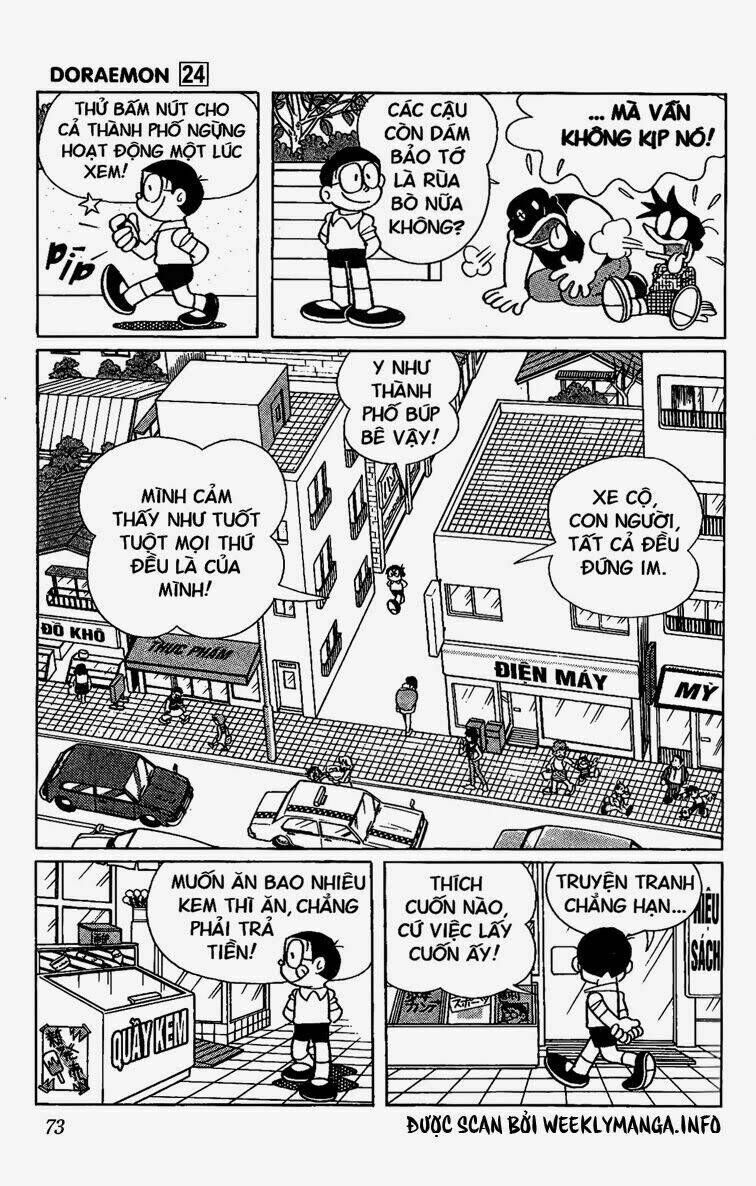 DORAEMON 24
THỬ BẤM NÚT CHO
CẢ THÀNH PHỐ NGỪNG
HOẠT ĐỘNG MỘT LÚC
XEM!
PÍP
CÁC CẬU
CÒN DÁM
BẢO TỚ
LÀ RÙA
BÒ NỮA
KHÔNG?
... MÀ VẪN
KHÔNG KỊP NÓ!
Y NHƯ
THÀNH
PHỐ BÚP
BÊ VẬY!
MÌNH CẢM
THẤY NHƯ TUỐT
TUỘT MỌI THỨ
ĐỀU LÀ CỦA
MÌNH!
XE CỘ,
CON NGƯỜI,
TẤT CẢ ĐỀU
ĐỨNG IM.
ĐỒ KHÔ
THỰC PHẨM
ĐIỆN MÁY
MỲ
MUỐN ĂN BAO NHIÊU
KEM THÌ ĂN, CHẲNG
PHẢI TRẢ
TIỀN!
QUẦY KEM
THÍCH
CUỐN NÀO,
CỨ VIỆC LẤY
CUỐN ẤY!
TRUYỆN TRANH
CHẲNG HẠN...
HIỆU
SÁCH
73
ĐƯỢC SCAN BỞI WEEKLYMANGA.INFO